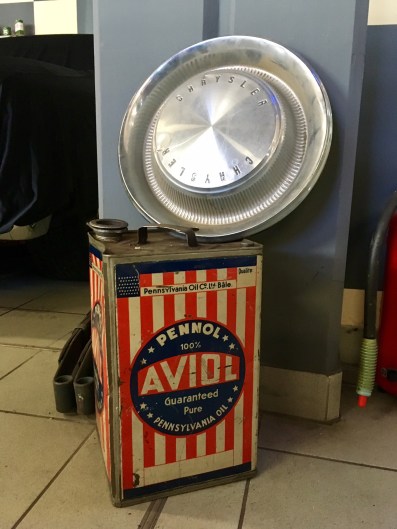 CHRYSLER
CHRYSLER
Pennsylvania Oil Co. Ltd. Bâle.
PENNOL
100%
AVIOL
Guaranteed
Pure
PENNSYLVANIA OIL